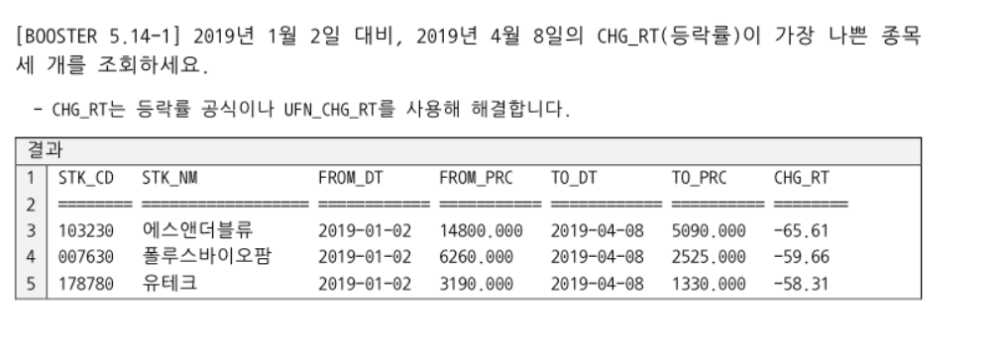 [BOOSTER 5.14-1] 2019년 1월 2일 대비, 2019년 4월 8일의 CHG_RT(등락률)이 가장 나쁜 종목
세 개를 조회하세요.
- CHG_RT는 등락률 공식이나 UFN_CHG_RT를 사용해 해결합니다.
결과
1 STK_CD STK_NM FROM_DT FROM_PRC TO_DT TO_PRC CHG_RT
2 ======== ================== ============ =========== ============ ========== ========
3 103230 에스앤더블류 2019-01-02 14800.000 2019-04-08 5090.000 -65.61
4 007630 폴루스바이오팜 2019-01-02 6260.000 2019-04-08 2525.000 -59.66
5 178780 유테크 2019-01-02 3190.000 2019-04-08 1330.000 -58.31